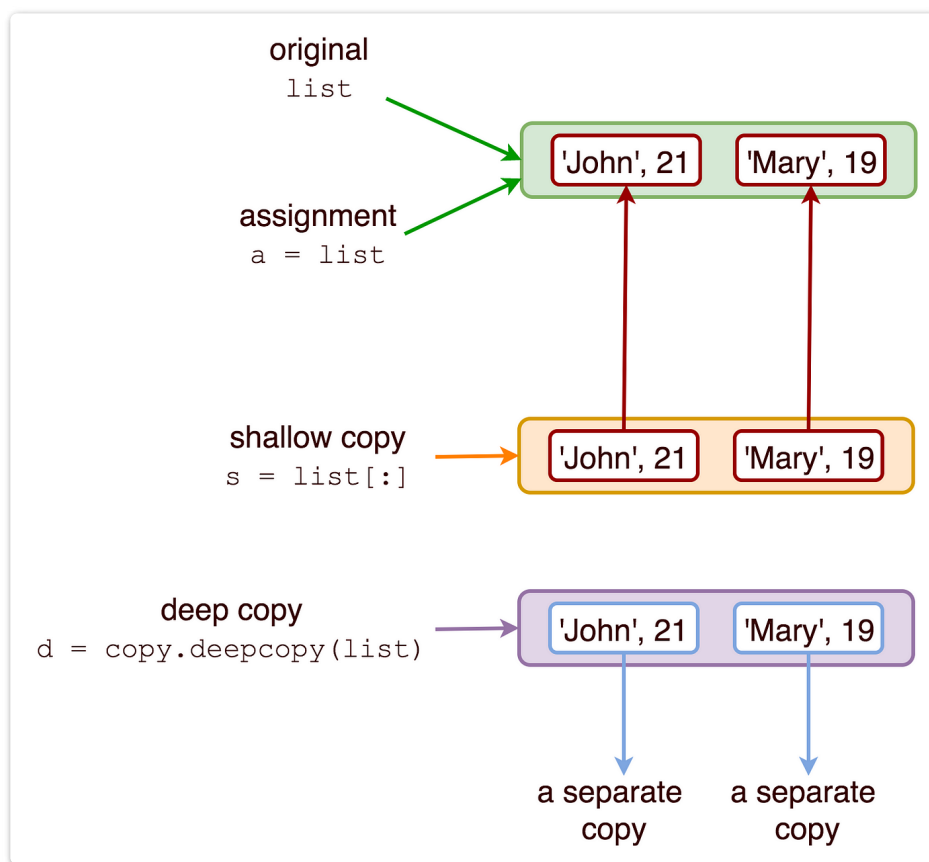 original
list
'John', 21 'Mary', 19
assignment
a = list
shallow copy
s = list[:]
'John', 21 'Mary', 19
deep copy
d = copy.deepcopy(list)
'John', 21 'Mary', 19
a separate
copy
a separate
copy